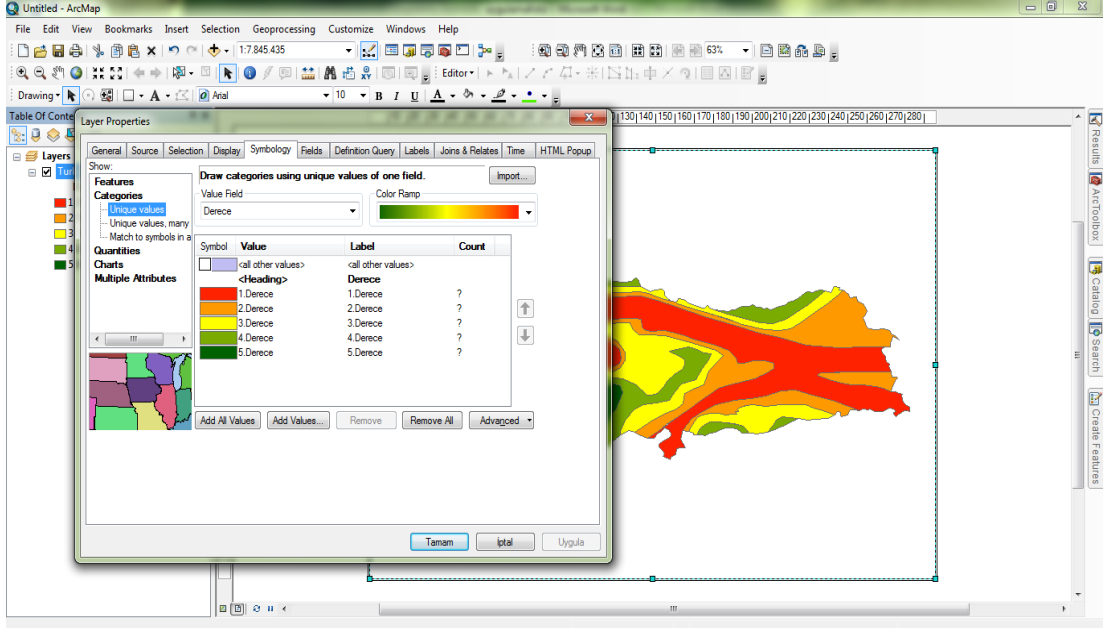 Untitled - ArcMap
File Edit View Bookmarks Insert Selection Geoprocessing Customize Windows Help
1:7.845.435
63%
Editor
Drawing
A
Arial
10
B I U A
Table Of Conte
Layer Properties
130 140 150 160 170 180 190 200 210 220 230 240 250 260 270 280
Layers
1
2
3
4
5
General Source Selection Display Symbology Fields Definition Query Labels Joins & Relates Time HTML Popup
Show:
Features
Categories
Unique values
Unique values, many
Match to symbols in a
Quantities
Charts
Multiple Attributes
Draw categories using unique values of one field.
Import...
Value Field
Color Ramp
Derece
Symbol Value Label Count
<all other values> <all other values>
<Heading> Derece
1.Derece 1.Derece ?
2.Derece 2.Derece ?
3.Derece 3.Derece ?
4.Derece 4.Derece ?
5.Derece 5.Derece ?
Add All Values Add Values... Remove Remove All Advanced
Tamam İptal Uygula
Results
ArcToolbox
Catalog
Search
Create Features